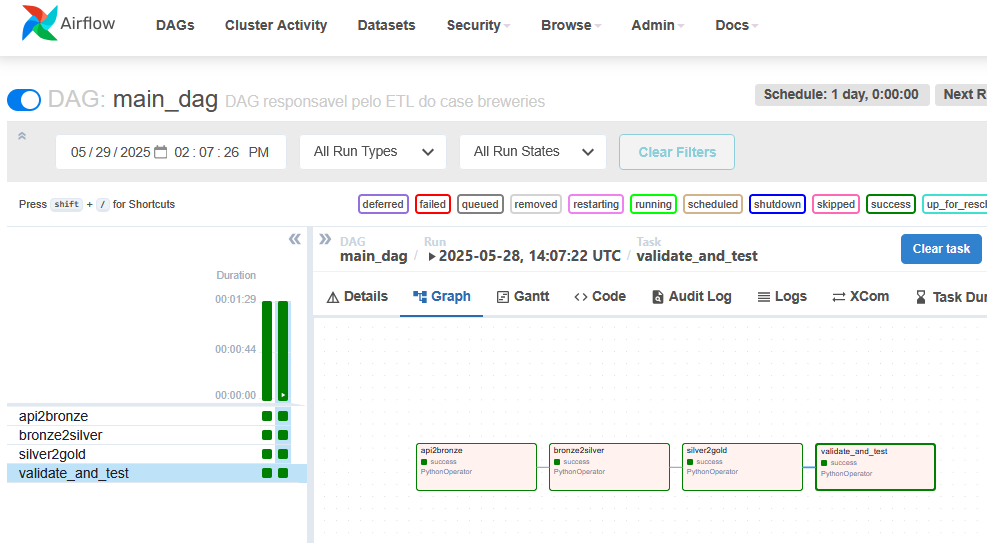 Airflow DAGs Cluster Activity Datasets Security Browse Admin Docs
DAG: main_dag DAG responsavel pelo ETL do case breweries
Schedule: 1 day, 0:00:00 Next R
05/29/2025 02:07:26 PM All Run Types All Run States Clear Filters
Press shift + / for Shortcuts
deferred failed queued removed restarting running scheduled shutdown skipped success up_for_resch
DAG Run Task
main_dag / 2025-05-28, 14:07:22 UTC / validate_and_test
Clear task
Details Graph Gantt Code Audit Log Logs XCom Task Dur
Duration
00:01:29
00:00:44
00:00:00
api2bronze
bronze2silver
silver2gold
validate_and_test
api2bronze
success
PythonOperator
bronze2silver
success
PythonOperator
silver2gold
success
PythonOperator
validate_and_test
success
PythonOperator